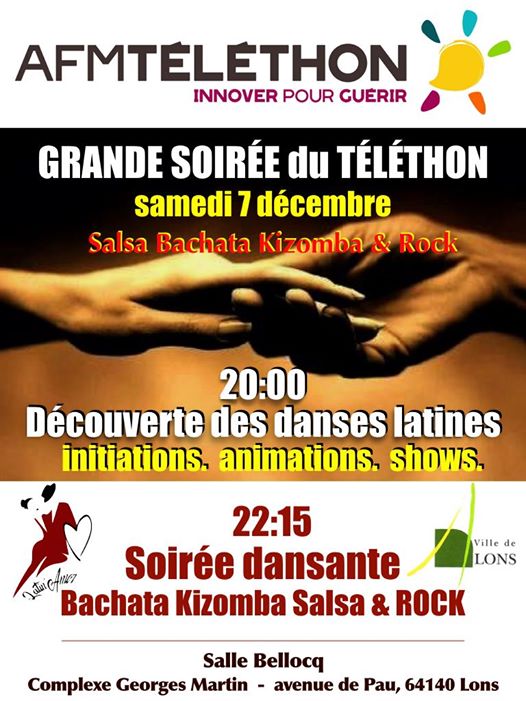 AFMTÉLÉTHON
INNOVER POUR GUÉRIR
GRANDE SOIRÉE du TÉLÉTHON
samedi 7 décembre
Salsa Bachata Kizomba & Rock
20:00
Découverte des danses latines
initiations. animations. shows.
22:15
Soirée dansante
Bachata Kizomba Salsa & ROCK
Ville de
LONS
Salle Bellocq
Complexe Georges Martin - avenue de Pau, 64140 Lons